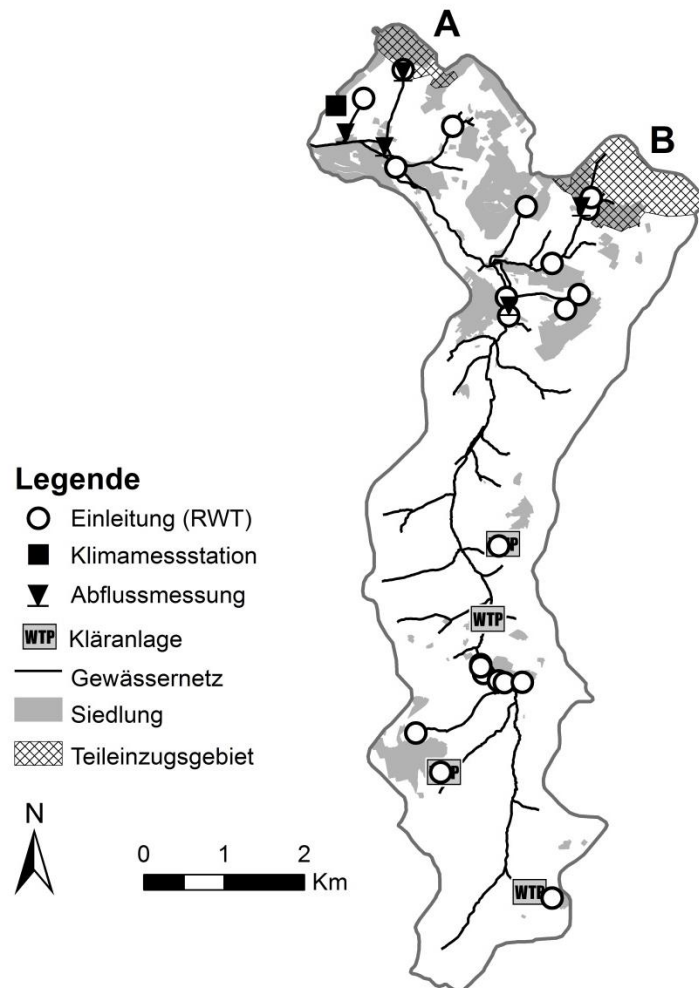 A
B
Legende
Einleitung (RWT)
Klimamessstation
Abflussmessung
WTP Kläranlage
Gewässernetz
Siedlung
Teileinzugsgebiet
N
0 1 2
Km
WTP
WTP